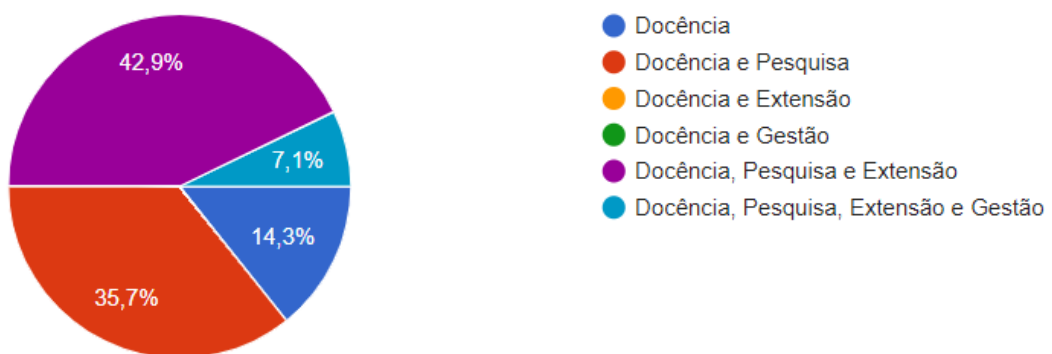 42,9%
7,1%
14,3%
35,7%
Docência
Docência e Pesquisa
Docência e Extensão
Docência e Gestão
Docência, Pesquisa e Extensão
Docência, Pesquisa, Extensão e Gestão